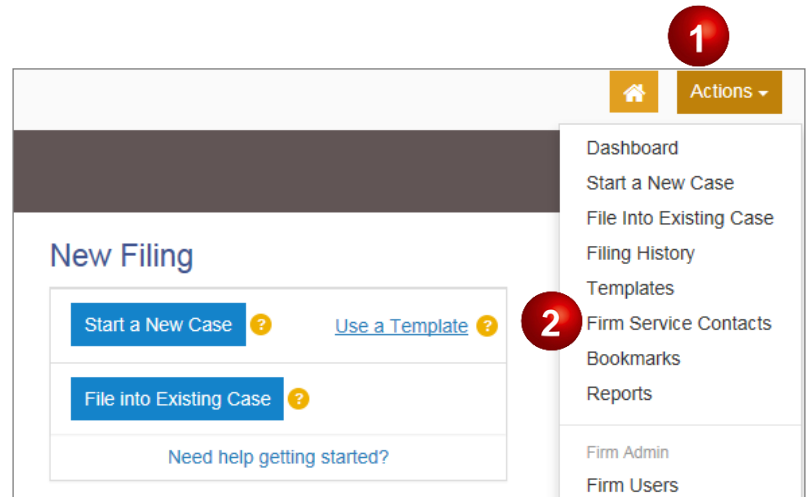 1
Actions
Dashboard
Start a New Case
File Into Existing Case
Filing History
Templates
2
Firm Service Contacts
Bookmarks
Reports
Firm Admin
Firm Users
New Filing
Start a New Case ? Use a Template ?
File into Existing Case ?
Need help getting started?